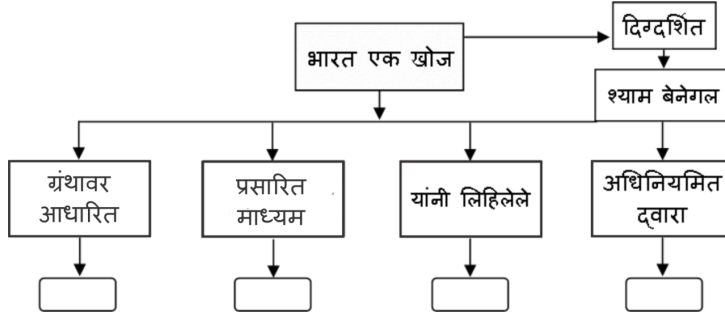 दिग्दर्शित
भारत एक खोज
श्याम बेनेगल
ग्रंथावर
आधारित
प्रसारित
माध्यम
यांनी लिहिलेले
अधिनियमित
द्वारा